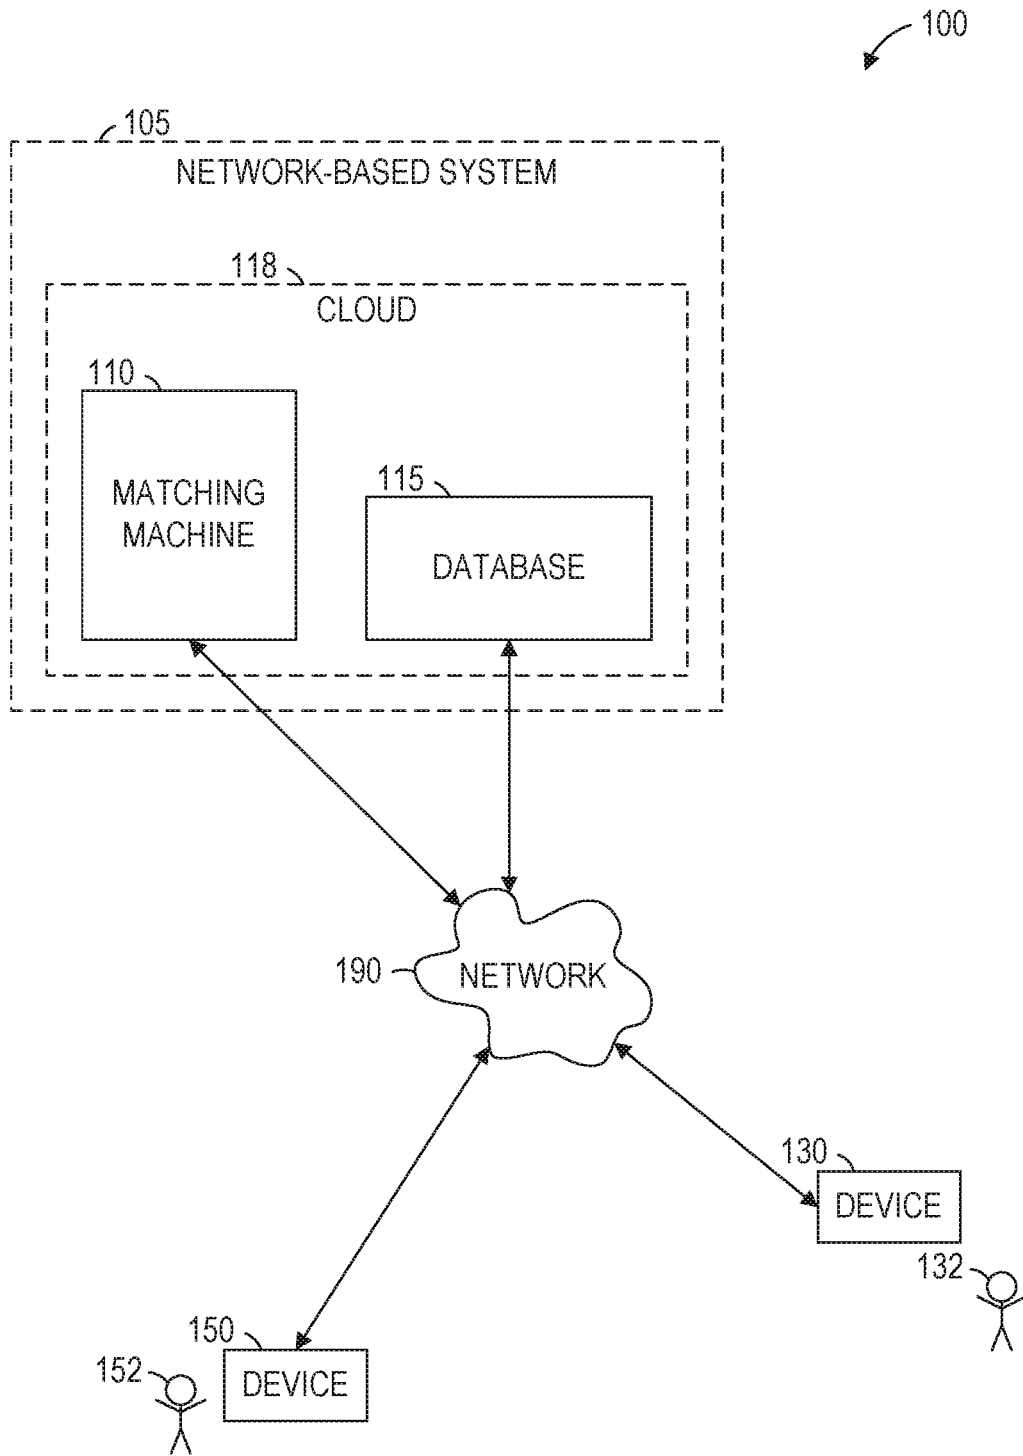 100
105
NETWORK-BASED SYSTEM
118
CLOUD
110
MATCHING
MACHINE
115
DATABASE
190
NETWORK
130
DEVICE
132
150
DEVICE
152